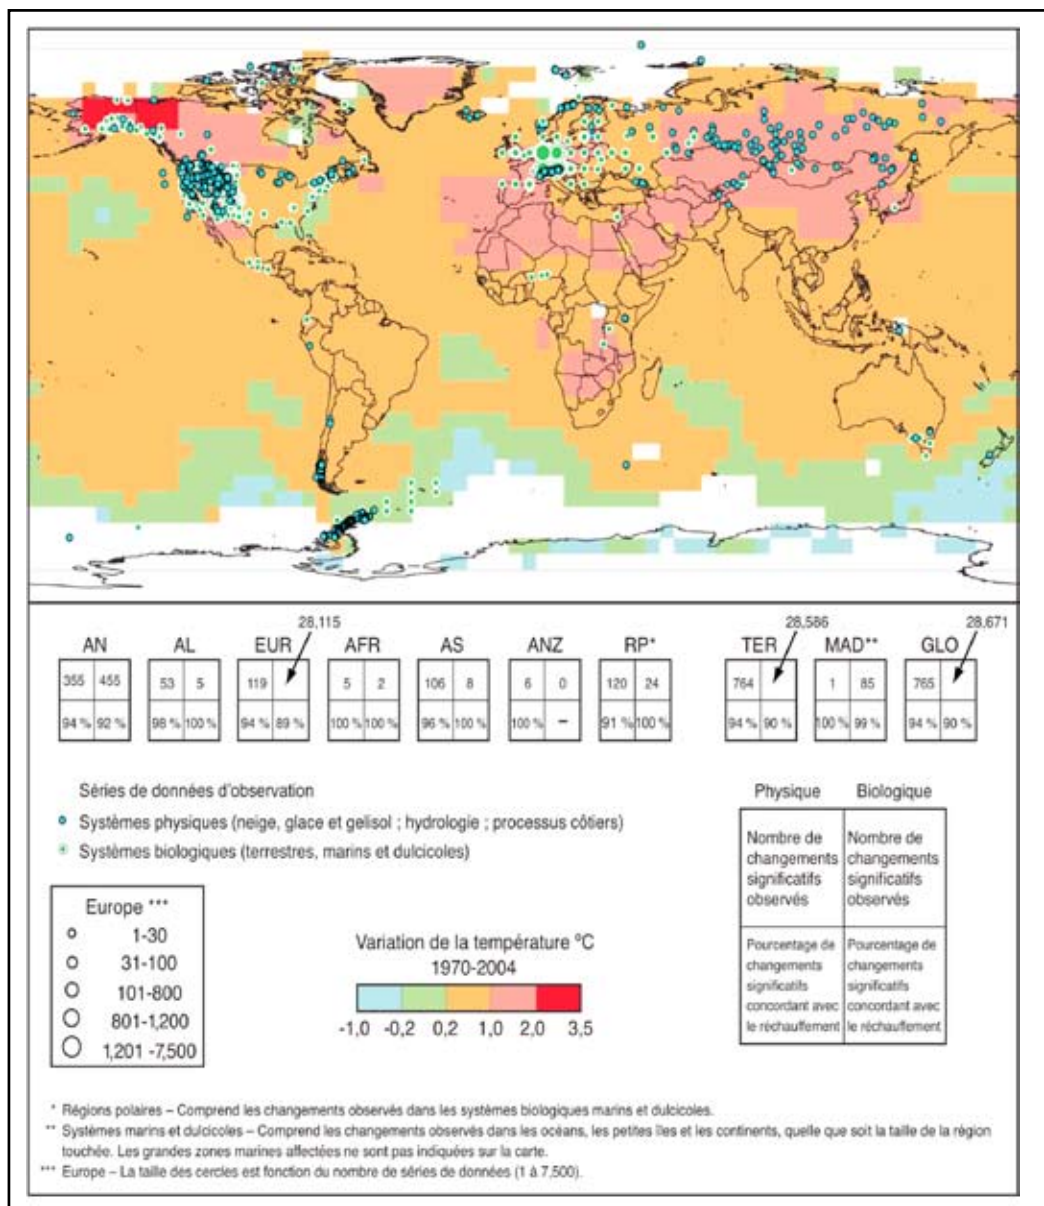 28,115
28,586
28,671
AN AL EUR AFR AS ANZ RP* TER MAD** GLO
355 455 53 5 119 5 2 106 8 6 0 120 24 764 1 85 765
94 % 92 % 98 % 100 % 94 % 89 % 100 % 100 % 96 % 100 % 100 % – 91 % 100 % 94 % 90 % 100 % 99 % 94 % 90 %
Séries de données d'observation
Systèmes physiques (neige, glace et gelisol ; hydrologie ; processus côtiers)
Systèmes biologiques (terrestres, marins et dulcicoles)
Europe ***
1-30
31-100
101-800
801-1,200
1,201 -7,500
Variation de la température °C
1970-2004
-1,0 -0,2 0,2 1,0 2,0 3,5
Physique Biologique
Nombre de Nombre de
changements changements
significatifs significatifs
observés observés
Pourcentage de Pourcentage de
changements changements
significatifs significatifs
concordant avec concordant avec
le réchauffement le réchauffement
* Régions polaires – Comprend les changements observés dans les systèmes biologiques marins et dulcicoles.
** Systèmes marins et dulcicoles – Comprend les changements observés dans les océans, les petites îles et les continents, quelle que soit la taille de la région
touchée. Les grandes zones marines affectées ne sont pas indiquées sur la carte.
*** Europe – La taille des cercles est fonction du nombre de séries de données (1 à 7,500).